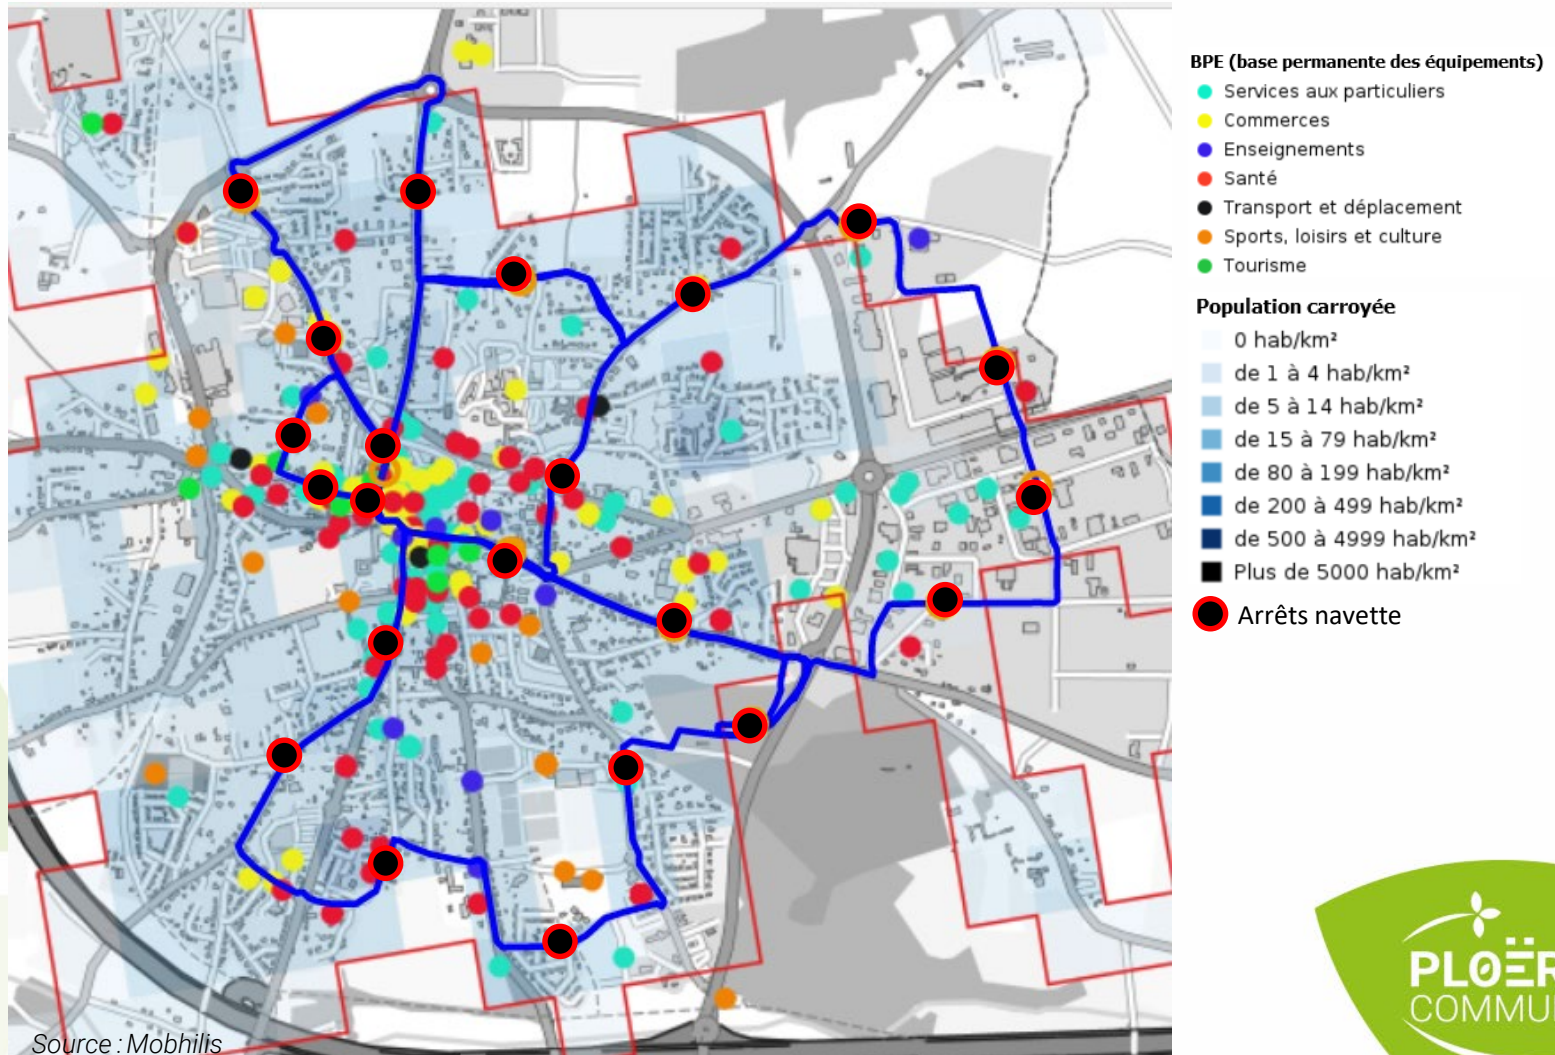 BPE (base permanente des équipements)
Services aux particuliers
Commerces
Enseignements
Santé
Transport et déplacement
Sports, loisirs et culture
Tourisme
Population carroyée
0 hab/km²
de 1 à 4 hab/km²
de 5 à 14 hab/km²
de 15 à 79 hab/km²
de 80 à 199 hab/km²
de 200 à 499 hab/km²
de 500 à 4999 hab/km²
Plus de 5000 hab/km²
Arrêts navette
PLOËR
COMMU
Source : Mobhilis